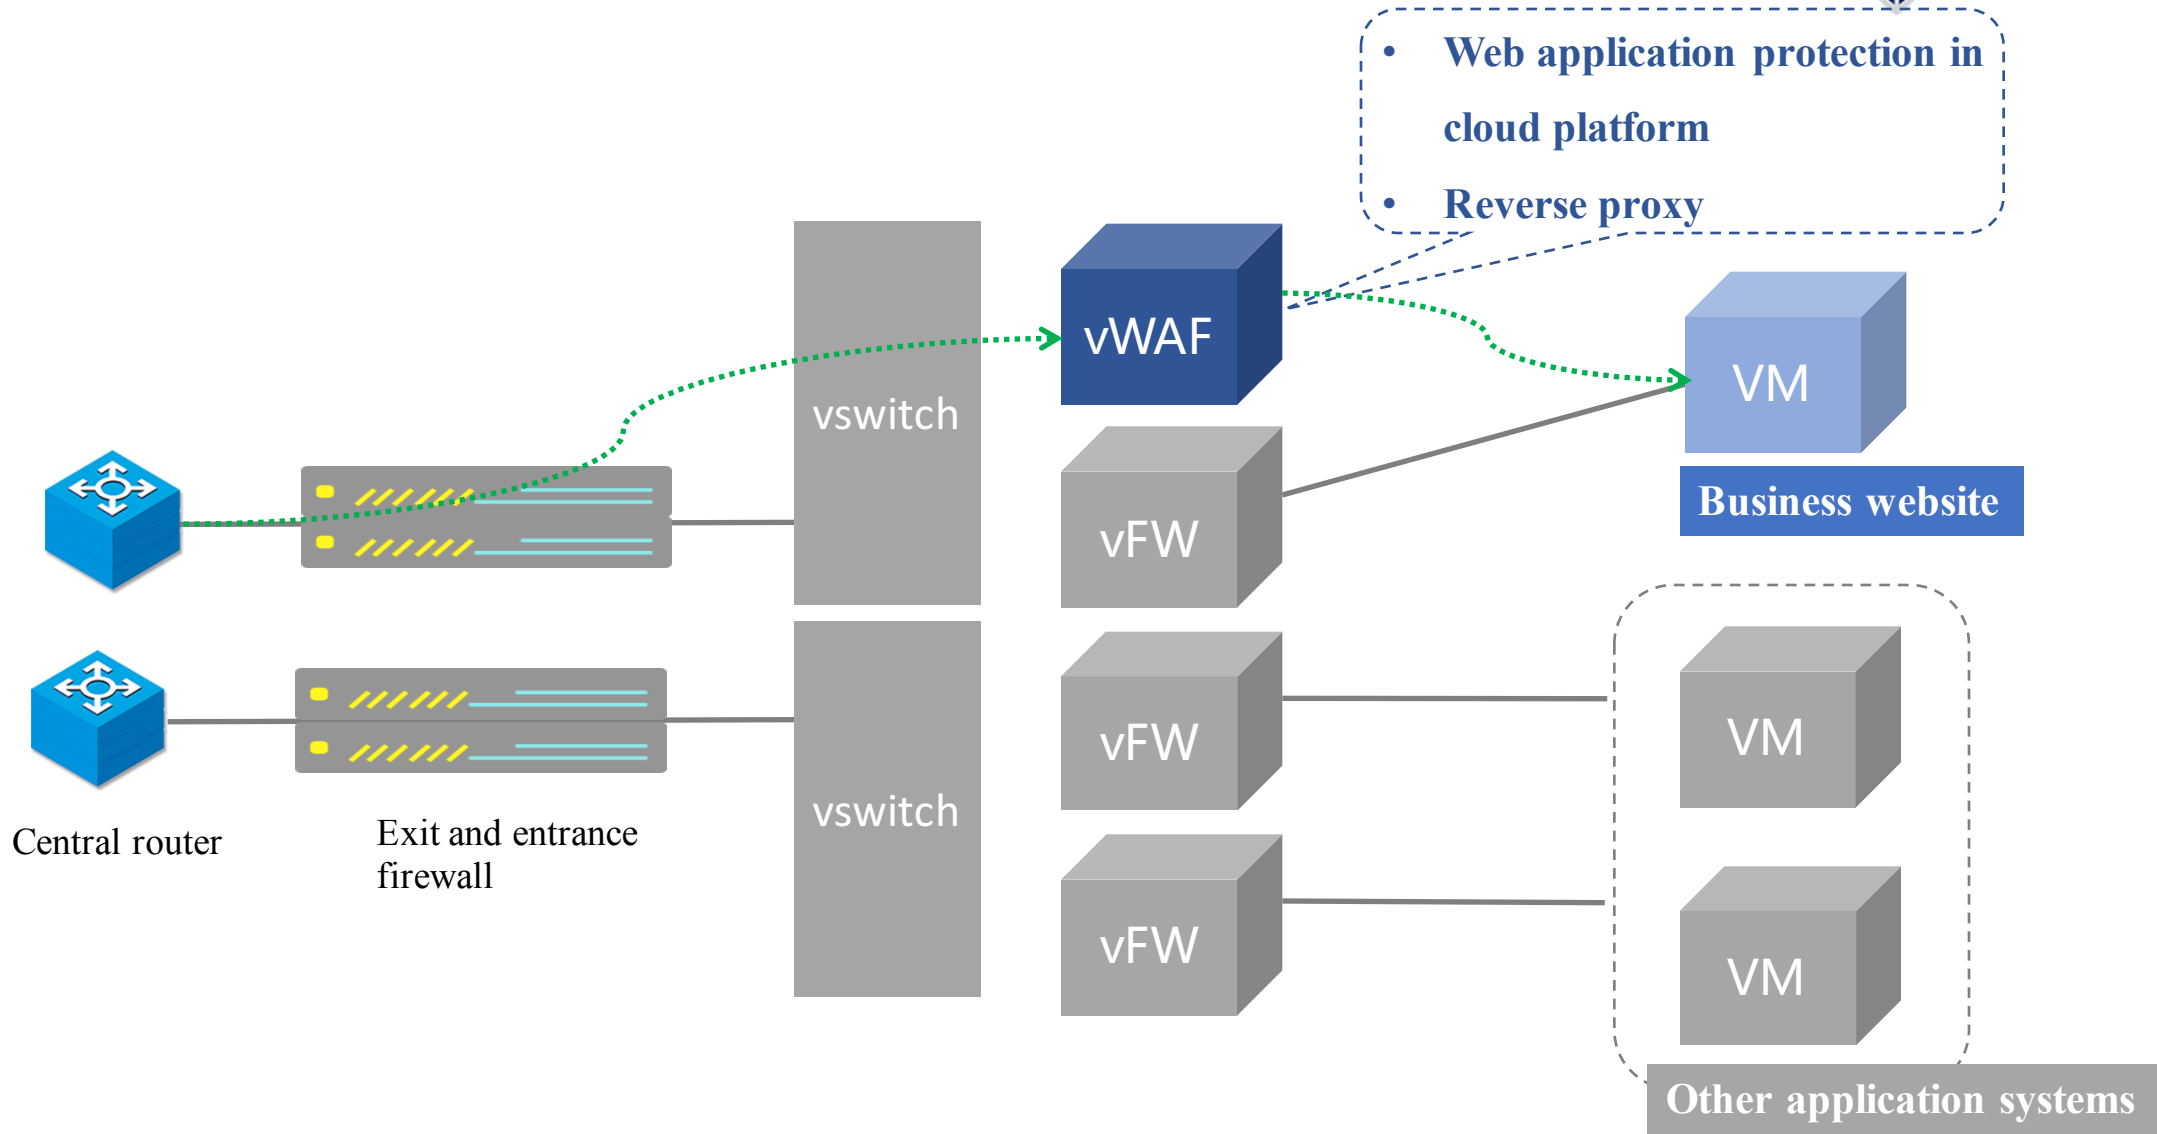 • Web application protection in
cloud platform
• Reverse proxy
vWAF
VM
vswitch
Business website
vFW
vFW
VM
vswitch
Central router
Exit and entrance
firewall
vFW
VM
Other application systems